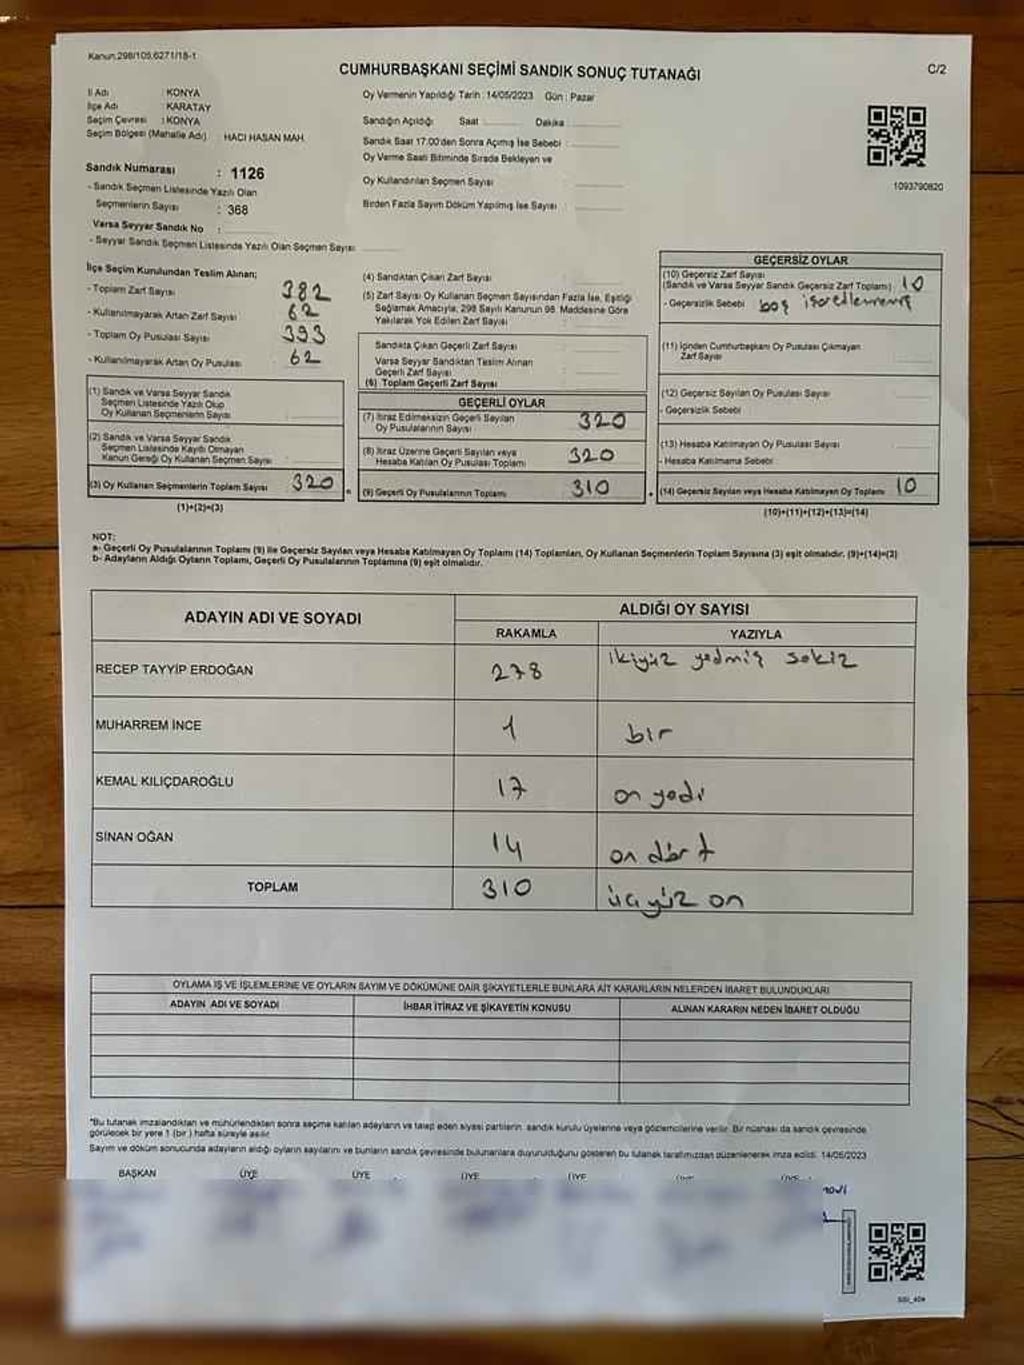 Kanun.298/105,6271/18-1
CUMHURBAŞKANI SEÇİMİ SANDIK SONUÇ TUTANAĞI
C/2
İl Adı : KONYA
İlçe Adı : KARATAY
Seçim Çevresi : KONYA
Seçim Bölgesi (Mahalle Adı) : HACI HASAN MAH.
Oy Vermenin Yapıldığı Tarih : 14/05/2023 Gün : Pazar
Sandığın Açıldığı Saat Dakika
Sandık Saat 17.00'den Sonra Açımış İse Sebebi :
Oy Verme Saati Bitiminde Sırada Bekleyen ve
Oy Kullandırılan Seçmen Sayısı
Birden Fazla Sayım Döküm Yapılmış İse Sayısı :
1093790820
Sandık Numarası : 1126
- Sandık Seçmen Listesinde Yazılı Olan
Seçmenlerin Sayısı : 368
Varsa Seyyar Sandık No :
- Seyyar Sandık Seçmen Listesinde Yazılı Olan Seçmen Sayısı
İlçe Seçim Kurulundan Teslim Alınan;
- Toplam Zarf Sayısı 382
- Kullanılmayarak Artan Zarf Sayısı 62
- Toplam Oy Pusulası Sayısı 393
- Kullanılmayarak Artan Oy Pusulası 62
(1) Sandık ve Varsa Seyyar Sandık
Seçmen Listesinde Yazılı Olup
Oy Kullanan Seçmenlerin Sayısı
(2) Sandık ve Varsa Seyyar Sandık
Seçmen Listesinde Kayıtlı Olmayan
Kanun Gereği Oy Kullanan Seçmen Sayısı
(3) Oy Kullanan Seçmenlerin Toplam Sayısı 320
(1)+(2)=(3)
(4) Sandıktan Çıkan Zarf Sayısı
(5) Zarf Sayısı Oy Kullanan Seçmen Sayısından Fazla İse, Eşitliği
Sağlamak Amacıyla, 298 Sayılı Kanunun 98. Maddesine Göre
Yakılarak Yok Edilen Zarf Sayısı
Sandıkta Çıkan Geçerli Zarf Sayısı
Varsa Seyyar Sandıktan Teslim Alınan
Geçerli Zarf Sayısı
(6) Toplam Geçerli Zarf Sayısı
GEÇERLİ OYLAR
(7) İtiraz Edilmeksizin Geçerli Sayılan
Oy Pusulalarının Sayısı 320
(8) İtiraz Üzerine Geçerli Sayılan veya
Hesaba Katılan Oy Pusulası Toplamı 320
(9) Geçerli Oy Pusulalarının Toplamı 310
GEÇERSİZ OYLAR
(10) Geçersiz Zarf Sayısı
(Sandık ve Varsa Seyyar Sandık Geçersiz Zarf Toplamı) 10
- Geçersizlik Sebebi boş işaretlenmemiş
(11) İçinden Cumhurbaşkanı Oy Pusulası Çıkmayan
Zarf Sayısı
(12) Geçersiz Sayılan Oy Pusulası Sayısı
- Geçersizlik Sebebi
(13) Hesaba Katılmayan Oy Pusulası Sayısı
- Hesaba Katılmama Sebebi
(14) Geçersiz Sayılan veya Hesaba Katılmayan Oy Toplamı 10
(10)+(11)+(12)+(13)=(14)
NOT:
a- Geçerli Oy Pusulalarının Toplamı (9) ile Geçersiz Sayılan veya Hesaba Katılmayan Oy Toplamı (14) Toplamları, Oy Kullanan Seçmenlerin Toplam Sayısına (3) eşit olmalıdır. (9)+(14)=(3)
b- Adayların Aldığı Oyların Toplamı, Geçerli Oy Pusulalarının Toplamına (9) eşit olmalıdır.
ADAYIN ADI VE SOYADI
ALDIĞI OY SAYISI
RAKAMLA YAZIYLA
RECEP TAYYİP ERDOĞAN 278 ikiyüz yedmiş sekiz
MUHARREM İNCE 1 bir
KEMAL KILIÇDAROĞLU 17 on yedi
SİNAN OĞAN 14 on dört
TOPLAM 310 üçyüz on
OYLAMA İŞ VE İŞLEMLERİNE VE OYLARIN SAYIM VE DÖKÜMÜNE DAİR ŞİKAYETLERLE BUNLARA AİT KARARLARIN NELERDEN İBARET BULUNDUKLARI
ADAYIN ADI VE SOYADI İHBAR İTİRAZ VE ŞİKAYETİN KONUSU ALINAN KARARIN NEDEN İBARET OLDUĞU
*Bu tutanak imzalandıktan ve mühürlendikten sonra seçime katılan adayların ve talep eden siyasi partilerin, sandık kurulu üyelerine veya gözlemcilerine verilir. Bir nüshası da sandık çevresinde
görülecek bir yere 1 (bir) hafta süreyle asılır.
Sayım ve döküm sonucunda adayların aldığı oyların sayılarını ve bunların sandık çevresinde bulunanlara duyurulduğunu gösteren bu tutanak tarafımızdan düzenlenerek imza edildi. 14/05/2023
BAŞKAN ÜYE ÜYE ÜYE ÜYE ÜYE ÜYE